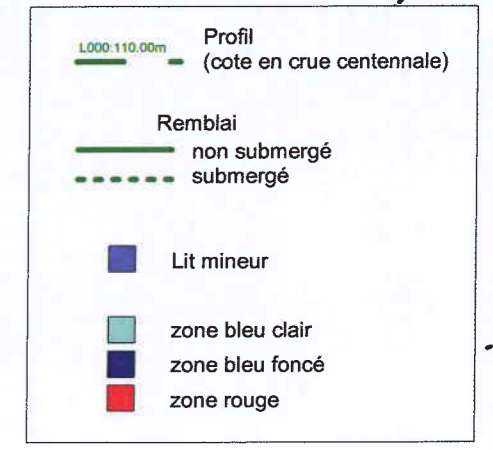 L000:110.00m
Profil
(cote en crue centennale)
Remblai
non submergé
submergé
Lit mineur
zone bleu clair
zone bleu foncé
zone rouge